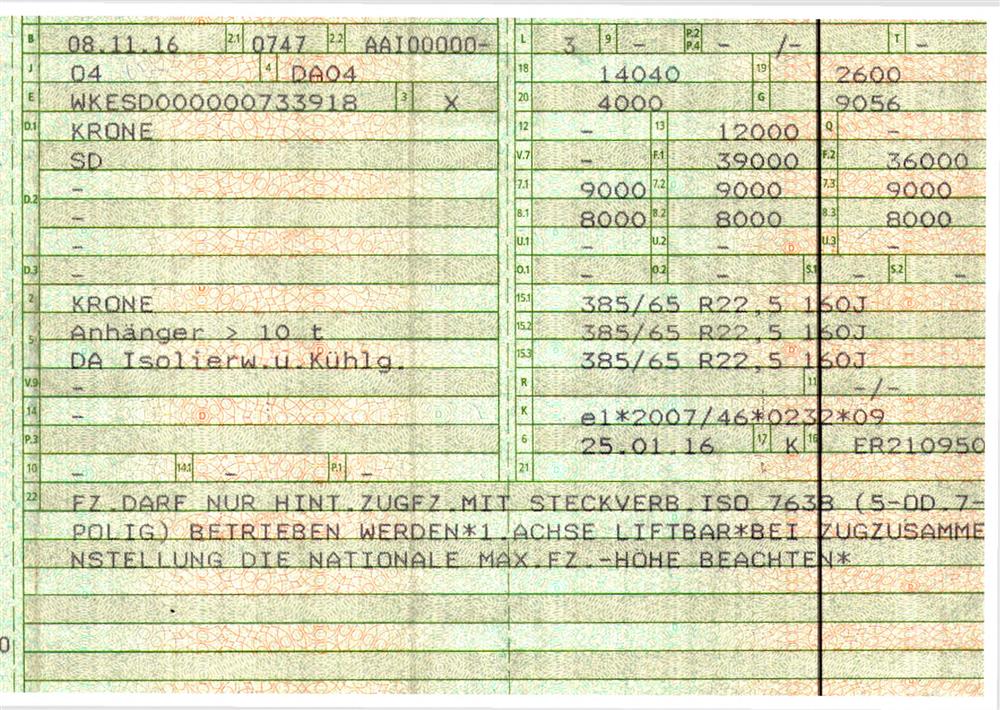 B 08.11.16 2.1 0747 2.2 AAI00000- L 3 9 - P.2 P.4 - /- T -
J 04 4 DA04 18 14040 19 2600
E WKESD000000733918 3 X 20 4000 G 9056
D.1 KRONE 12 - 13 12000 Q -
SD V.7 - F.1 39000 F.2 36000
D.2 - 7.1 9000 7.2 9000 7.3 9000
- 8.1 8000 8.2 8000 8.3 8000
- U.1 - U.2 - U.3 -
D.3 - O.1 - O.2 - S.1 - S.2 -
2 KRONE 15.1 385/65 R22,5 160J
5 Anhänger > 10 t 15.2 385/65 R22,5 160J
DA Isolierw.u.Kühlg. 15.3 385/65 R22,5 160J
V.9 - R 11 -/-
14 - K e1*2007/46*0232*09
P.3 6 25.01.16 17 K 16 ER210950
10 - 14.1 - P.1 - 21
22 FZ.DARF NUR HINT.ZUGFZ.MIT STECKVERB.ISO 7638 (5-OD.7-
POLIG) BETRIEBEN WERDEN*1.ACHSE LIFTBAR*BEI ZUGZUSAMME
NSTELLUNG DIE NATIONALE MAX.FZ.-HÖHE BEACHTEN*
0